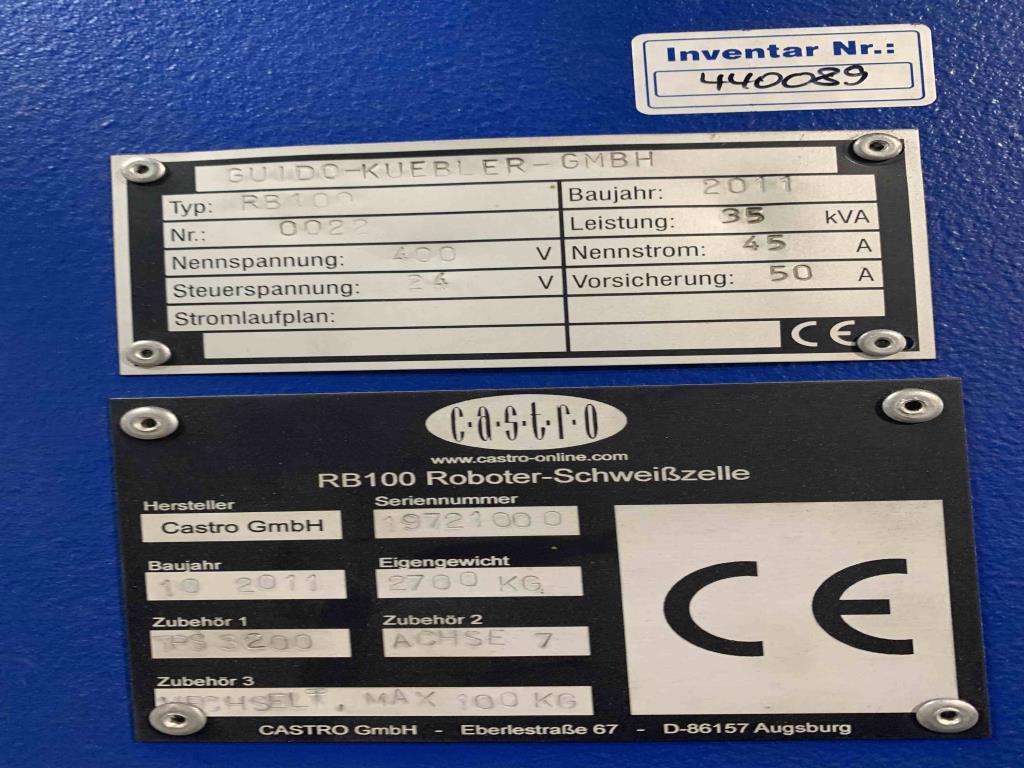 Inventar Nr.:
440089
GUIDO-KUEBLER-GMBH
Typ: RB100 Baujahr: 2011
Nr.: 0022 Leistung: 35 kVA
Nennspannung: 400 V Nennstrom: 45 A
Steuerspannung: 24 V Vorsicherung: 50 A
Stromlaufplan:
CE
c·a·s·t·r·o
www.castro-online.com
RB100 Roboter-Schweißzelle
Hersteller Seriennummer
Castro GmbH 19721000
Baujahr Eigengewicht
10 2011 2700 KG
Zubehör 1 Zubehör 2
TPS 3200 ACHSE 7
Zubehör 3
WECHSELT. MAX 100 KG
CE
CASTRO GmbH - Eberlestraße 67 - D-86157 Augsburg